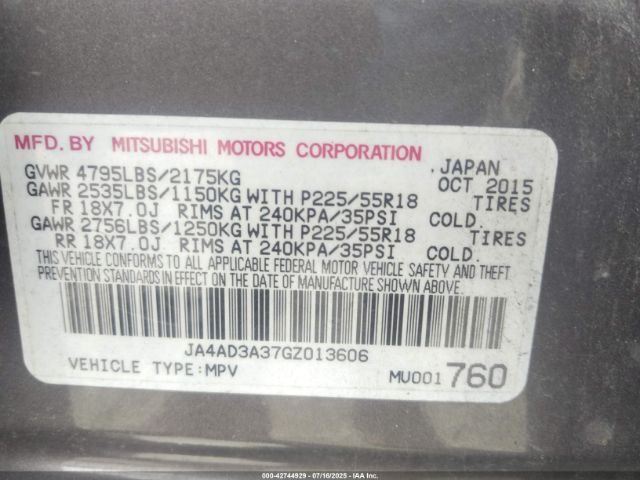 MFD. BY MITSUBISHI MOTORS CORPORATION
GVWR 4795LBS/2175KG JAPAN OCT 2015
GAWR 2535LBS/1150KG WITH P225/55R18 TIRES
FR 18X7.0J RIMS AT 240KPA/35PSI COLD.
GAWR 2756LBS/1250KG WITH P225/55R18 TIRES
RR 18X7.0J RIMS AT 240KPA/35PSI COLD.
THIS VEHICLE CONFORMS TO ALL APPLICABLE FEDERAL MOTOR VEHICLE SAFETY AND THEFT
PREVENTION STANDARDS IN EFFECT ON THE DATE OF MANUFACTURE SHOWN ABOVE.
JA4AD3A37GZ013606
VEHICLE TYPE:MPV MU001 760
000-42744929 - 07/16/2025 - IAA Inc.